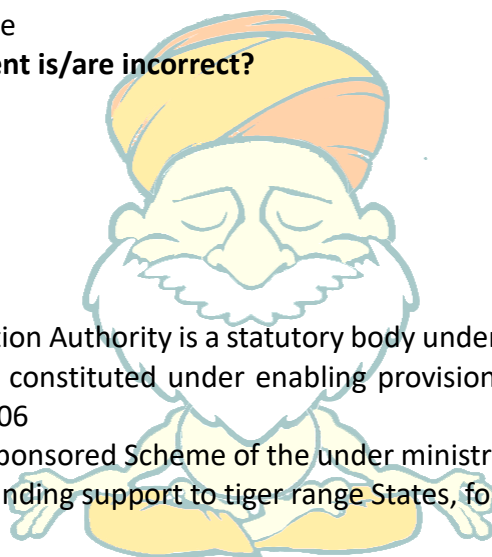 e
ent is/are incorrect?
tion Authority is a statutory body under
constituted under enabling provision
06
ponsored Scheme of the under ministr
nding support to tiger range States, fo